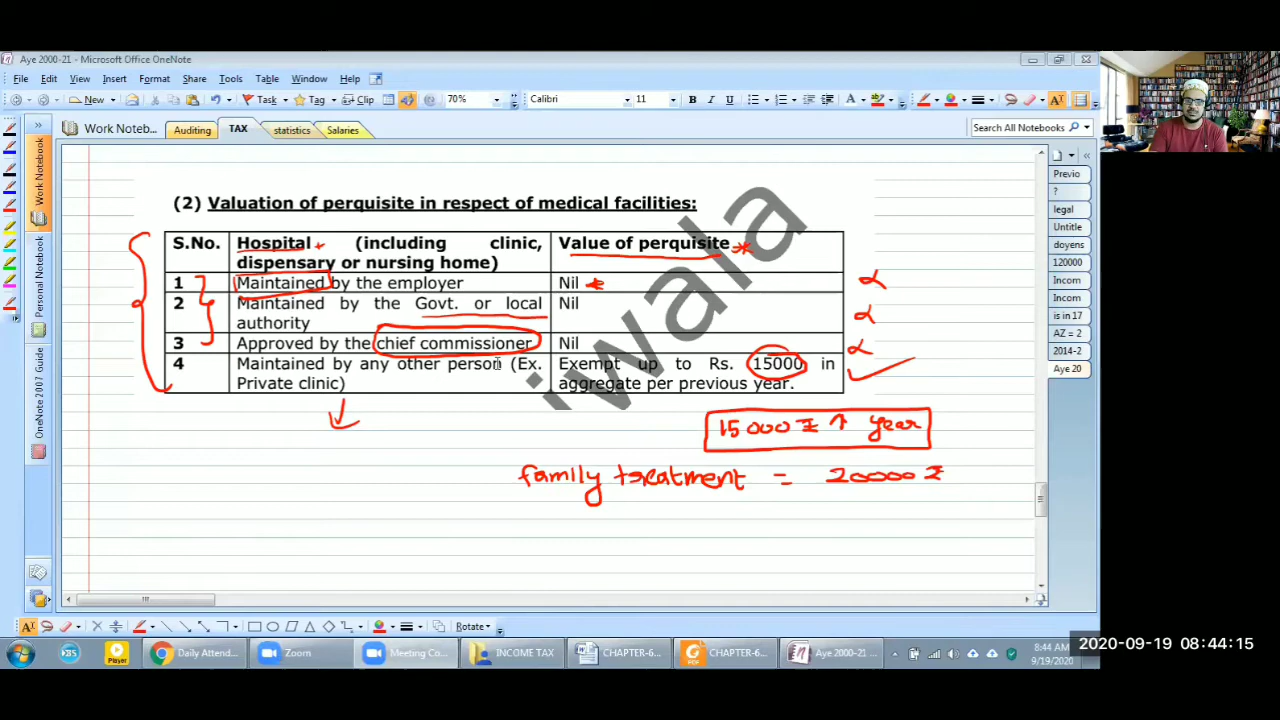 Aye 2000-21 - Microsoft Office OneNote
File Edit View Insert Format Share Tools Table Window Help
New Task Tag Clip 70% Calibri 11 B I U
Work Noteb... Auditing TAX statistics Salaries Search All Notebooks
Work Notebook
Personal Notebook
OneNote 2007 Guide
(2) Valuation of perquisite in respect of medical facilities:
S.No. Hospital (including clinic, dispensary or nursing home) Value of perquisite
1 Maintained by the employer Nil
2 Maintained by the Govt. or local authority Nil
3 Approved by the chief commissioner Nil
4 Maintained by any other person (Ex. Private clinic) Exempt up to Rs. 15000 in aggregate per previous year.
iwala
15000 year
family treatment = 20000
Previo
?
legal
Untitle
doyens
120000
Incom
Incom
is in 17
AZ = 2
2014-2
Aye 20
Rotate
Player Daily Attend... Zoom Meeting Co... INCOME TAX CHAPTER-6... CHAPTER-6... Aye 2000-21 ... 8:44 AM
9/19/2020
2020-09-19 08:44:15